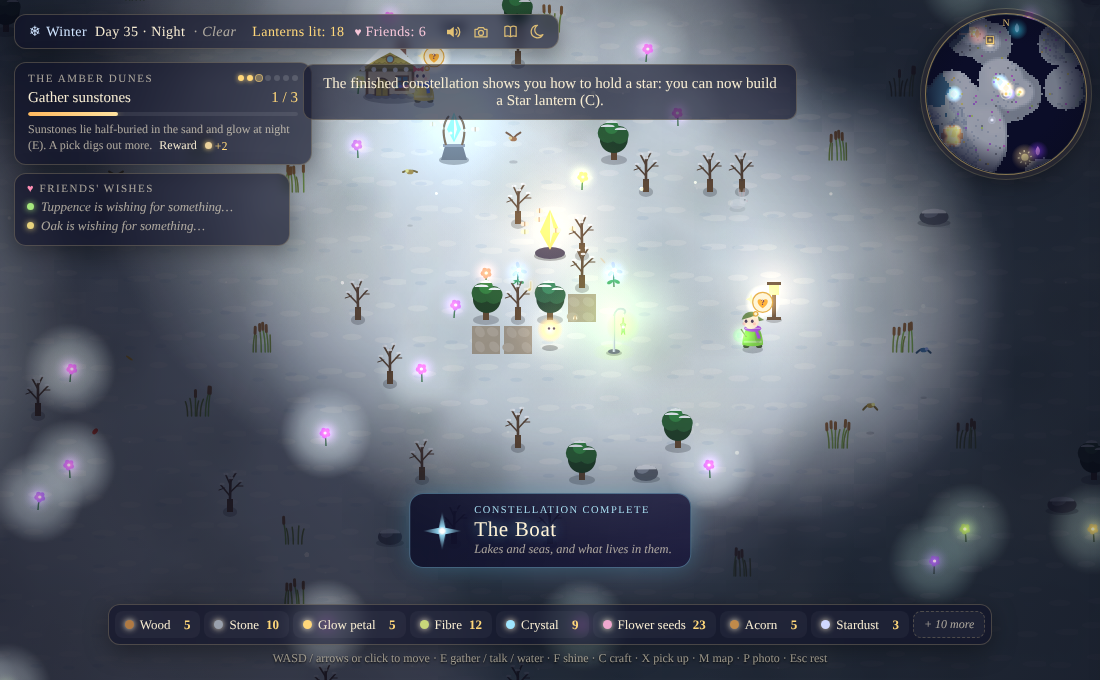 ❄ Winter Day 35 · Night · Clear Lanterns lit: 18 ♥ Friends: 6
N
THE AMBER DUNES
Gather sunstones 1 / 3
Sunstones lie half-buried in the sand and glow at night
(E). A pick digs out more. Reward +2
The finished constellation shows you how to hold a star: you can now build
a Star lantern (C).
♥ FRIENDS' WISHES
Tuppence is wishing for something…
Oak is wishing for something…
CONSTELLATION COMPLETE
The Boat
Lakes and seas, and what lives in them.
Wood 5 Stone 10 Glow petal 5 Fibre 12 Crystal 9 Flower seeds 23 Acorn 5 Stardust 3 + 10 more
WASD / arrows or click to move · E gather / talk / water · F shine · C craft · X pick up · M map · P photo · Esc rest